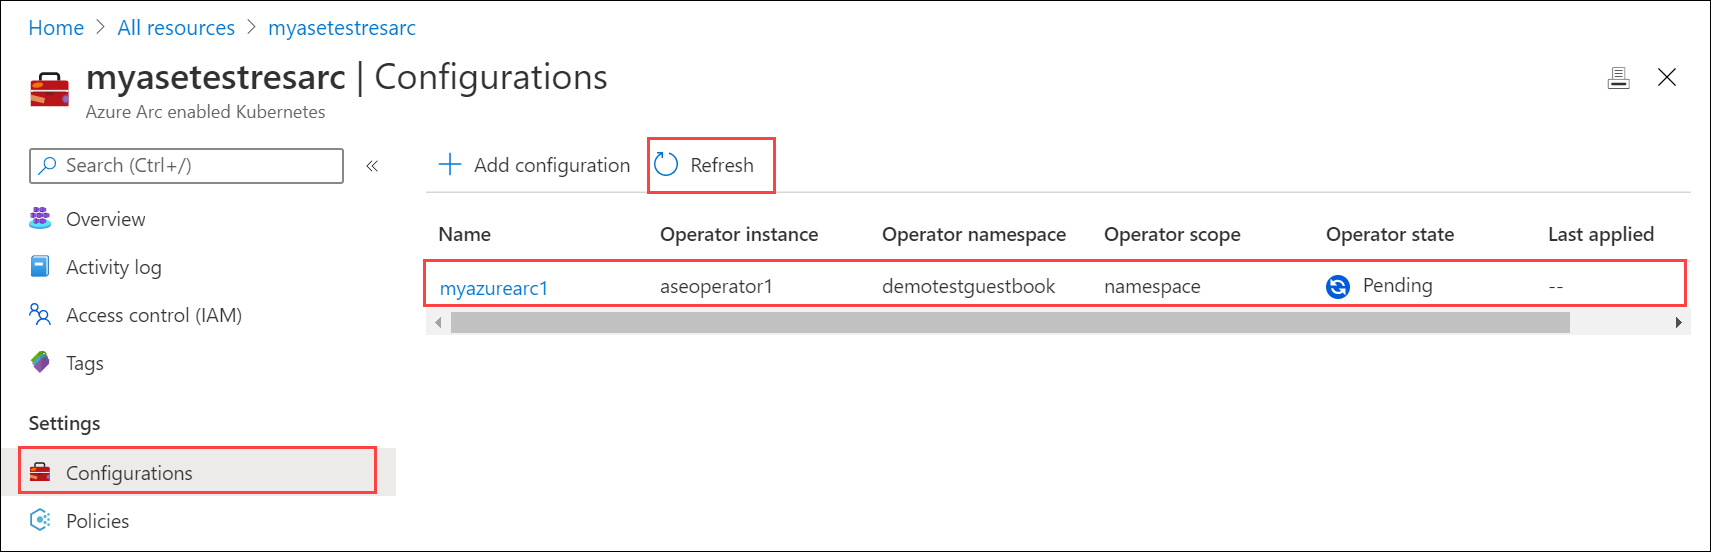 Home > All resources > myasetestresarc
myasetestresarc | Configurations
Azure Arc enabled Kubernetes
Search (Ctrl+/) «
Add configuration Refresh
Overview
Activity log
Access control (IAM)
Tags
Settings
Configurations
Policies
Name Operator instance Operator namespace Operator scope Operator state Last applied
myazurearc1 aseoperator1 demotestguestbook namespace Pending --